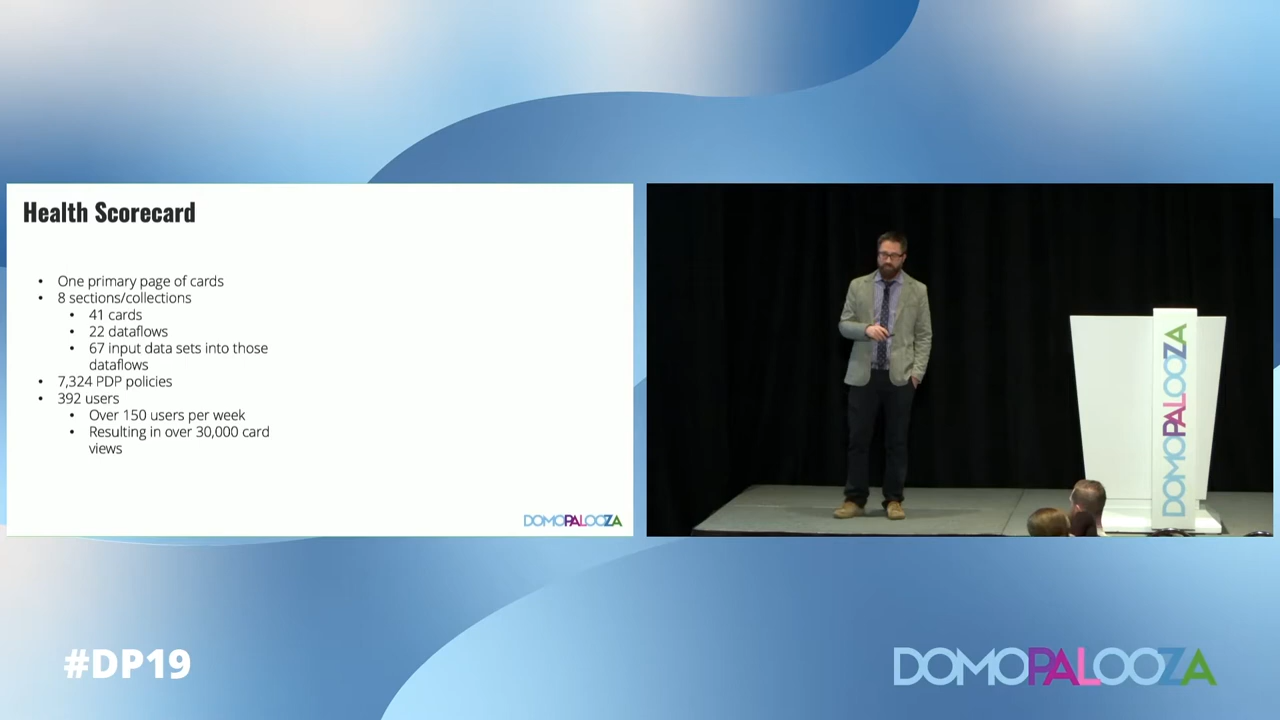 Health Scorecard
• One primary page of cards
• 8 sections/collections
• 41 cards
• 22 dataflows
• 67 input data sets into those
dataflows
• 7,324 PDP policies
• 392 users
• Over 150 users per week
• Resulting in over 30,000 card
views
DOMOPALOOZA
DOMOPALOOZA
#DP19
DOMOPALOOZA